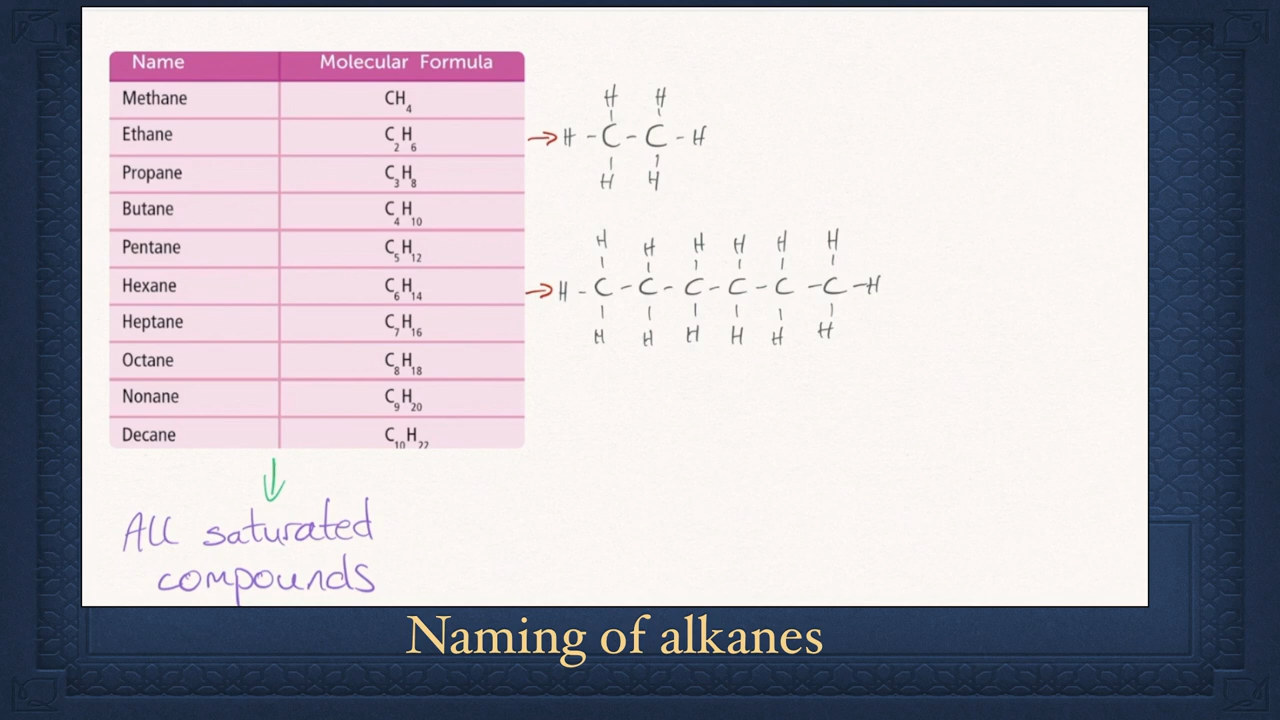 Name Molecular Formula
Methane CH4
Ethane C2H6
Propane C3H8
Butane C4H10
Pentane C5H12
Hexane C6H14
Heptane C7H16
Octane C8H18
Nonane C9H20
Decane C10H22
H H
H - C - C - H
H H
H H H H H H
H - C - C - C - C - C - C - H
H H H H H H
All saturated
compounds
Naming of alkanes